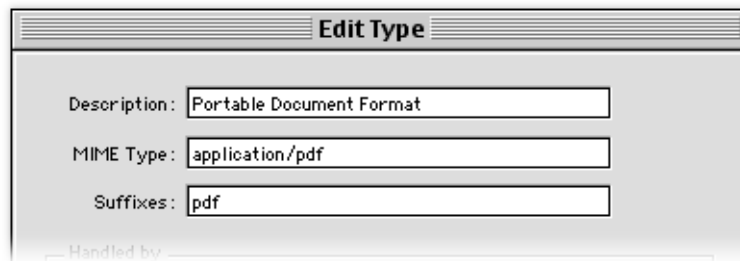 Edit Type
Description: Portable Document Format
MIME Type: application/pdf
Suffixes: pdf
Handled by